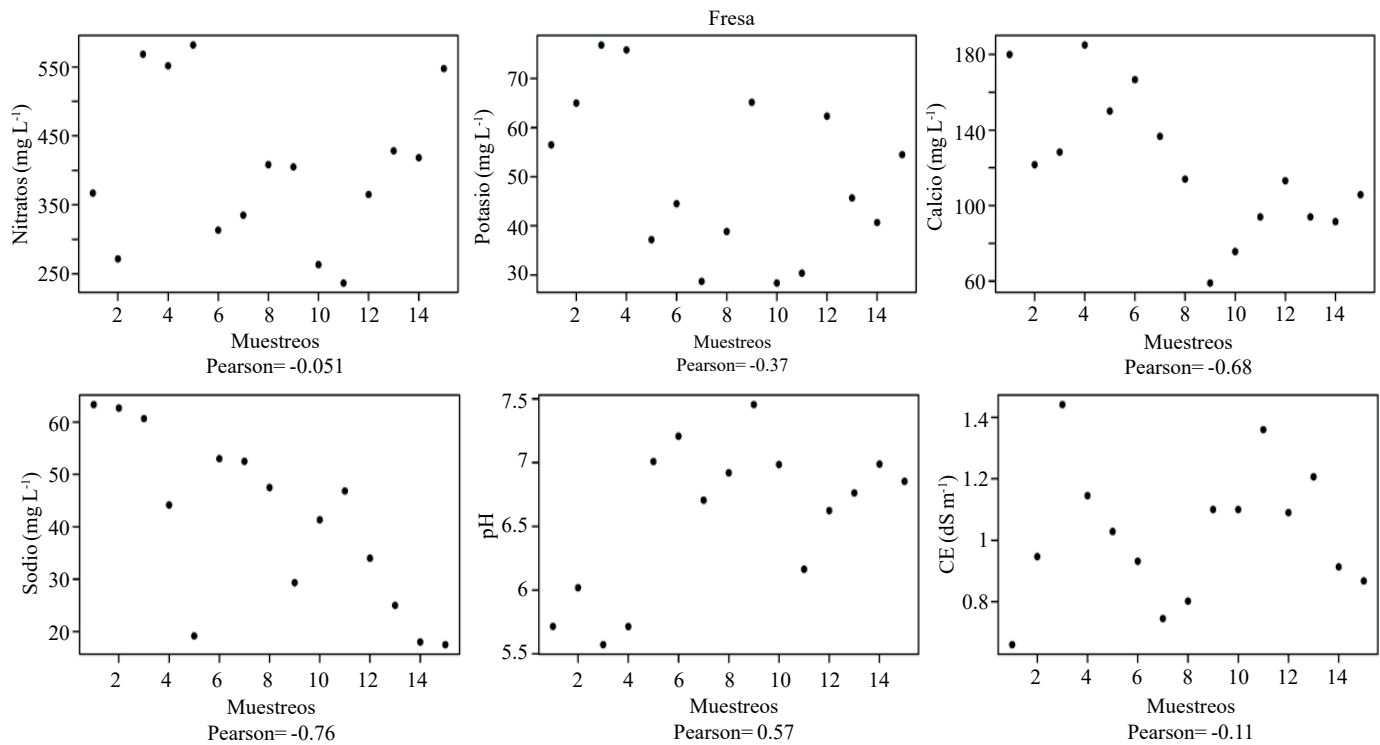 Fresa
Nitratos (mg L⁻¹)
550
450
350
250
2 4 6 8 10 12 14
Muestreos
Pearson= -0.051
Potasio (mg L⁻¹)
70
60
50
40
30
2 4 6 8 10 12 14
Muestreos
Pearson= -0.37
Calcio (mg L⁻¹)
180
140
100
60
2 4 6 8 10 12 14
Muestreos
Pearson= -0.68
Sodio (mg L⁻¹)
60
50
40
30
20
2 4 6 8 10 12 14
Muestreos
Pearson= -0.76
pH
7.5
7
6.5
6
5.5
2 4 6 8 10 12 14
Muestreos
Pearson= 0.57
CE (dS m⁻¹)
1.4
1.2
1
0.8
2 4 6 8 10 12 14
Muestreos
Pearson= -0.11